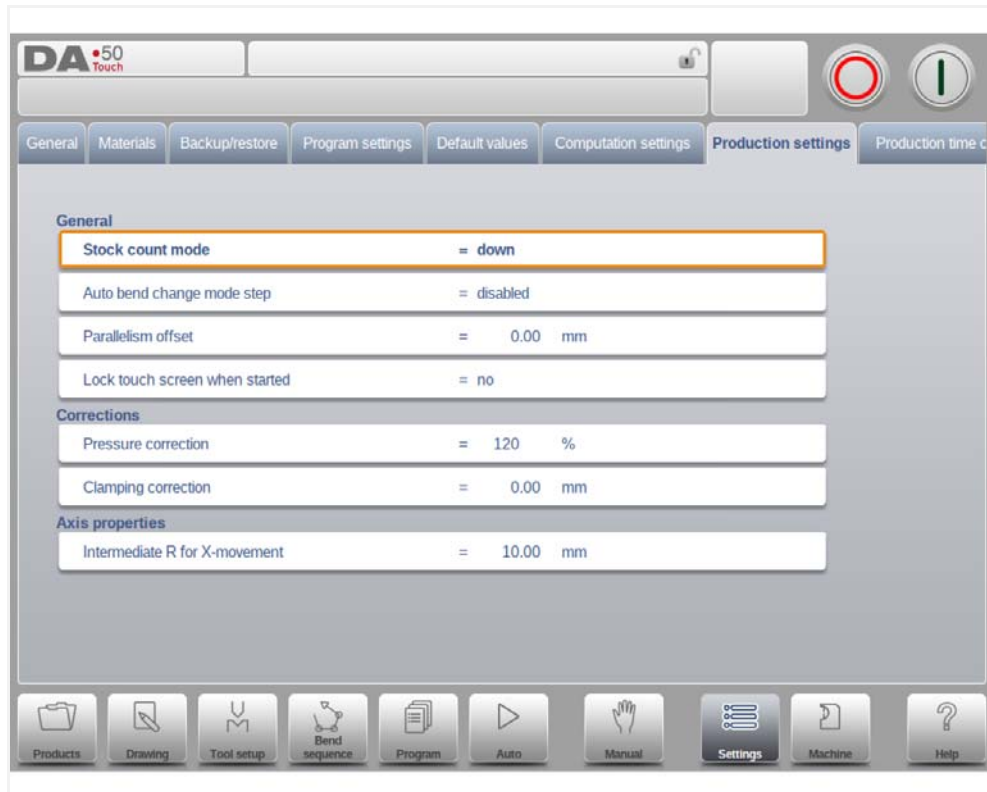 DA 50
Touch
General Materials Backup/restore Program settings Default values Computation settings Production settings Production time c
General
Stock count mode = down
Auto bend change mode step = disabled
Parallelism offset = 0.00 mm
Lock touch screen when started = no
Corrections
Pressure correction = 120 %
Clamping correction = 0.00 mm
Axis properties
Intermediate R for X-movement = 10.00 mm
Products Drawing Tool setup Bend sequence Program Auto Manual Settings Machine Help